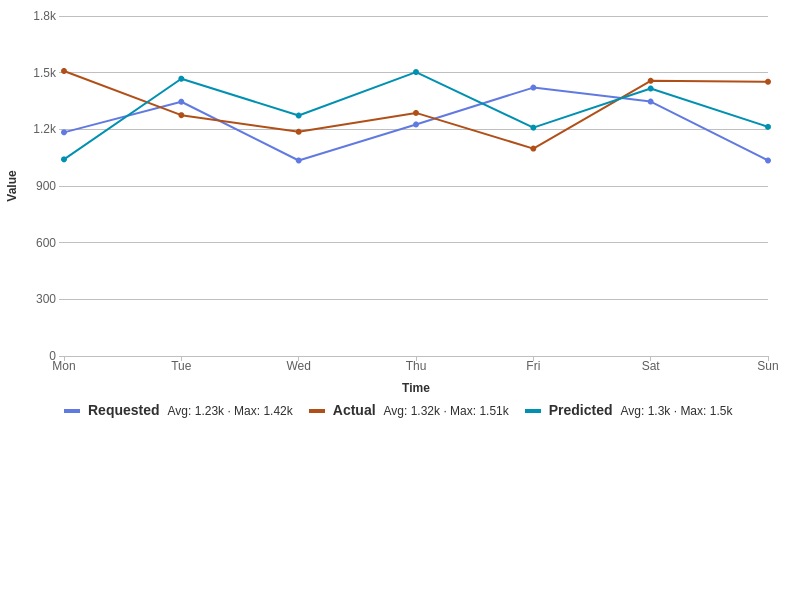 1.8k
1.5k
1.2k
900
600
300
0
Value
Mon Tue Wed Thu Fri Sat Sun
Time
Requested Avg: 1.23k · Max: 1.42k Actual Avg: 1.32k · Max: 1.51k Predicted Avg: 1.3k · Max: 1.5k